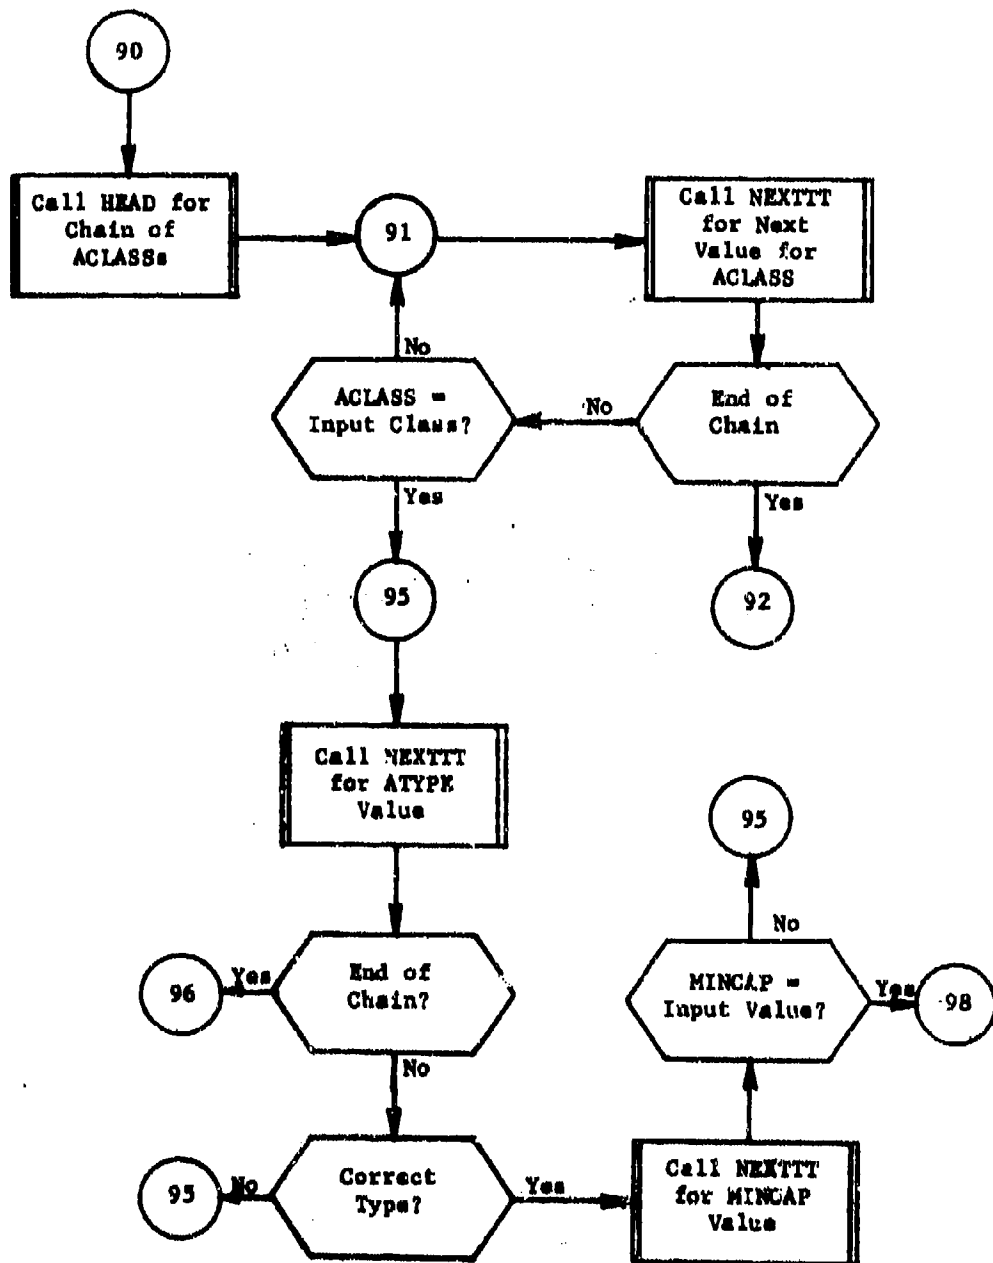 90
Call HEAD for
Chain of
ACLASSs
91
Call NEXTTT
for Next
Value for
ACLASS
No
ACLASS =
Input Class?
No
End of
Chain
Yes
Yes
95
92
Call NEXTTT
for ATYPE
Value
95
No
96
Yes
End of
Chain?
MINCAP =
Input Value?
Yes
98
No
95
No
Correct
Type?
Yes
Call NEXTTT
for MINCAP
Value